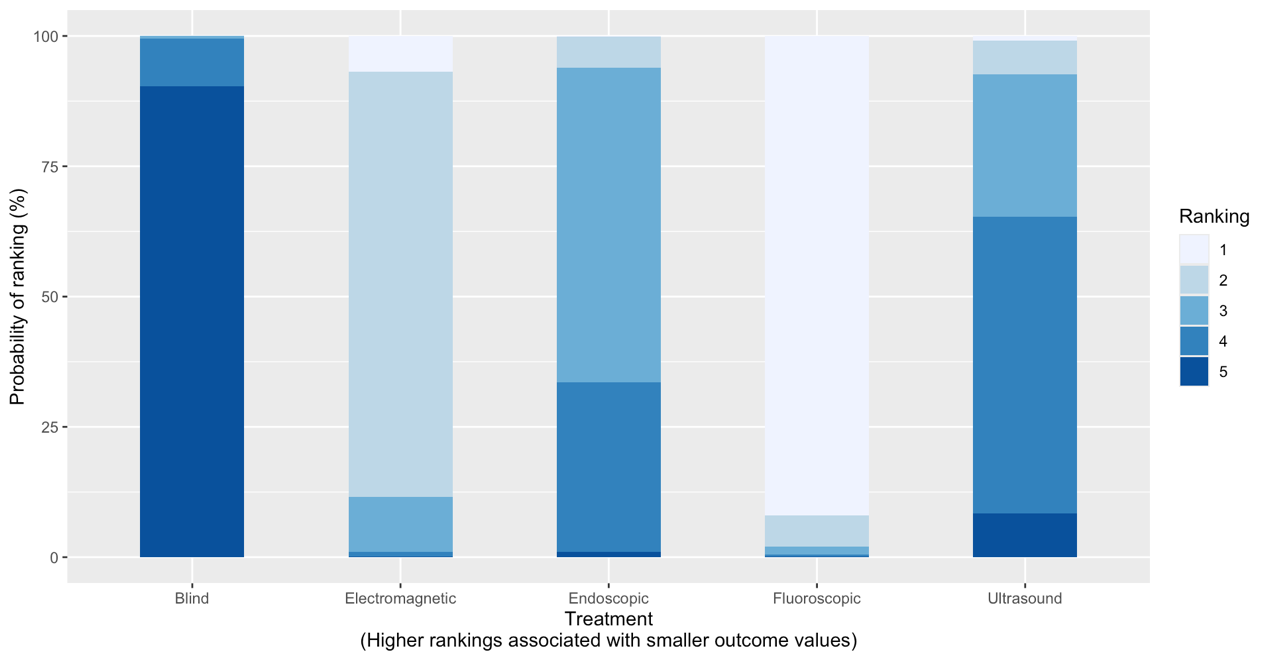 Probability of ranking (%)
100
75
50
25
0
Blind
Electromagnetic
Endoscopic
Fluoroscopic
Ultrasound
Treatment
(Higher rankings associated with smaller outcome values)
Ranking
1
2
3
4
5